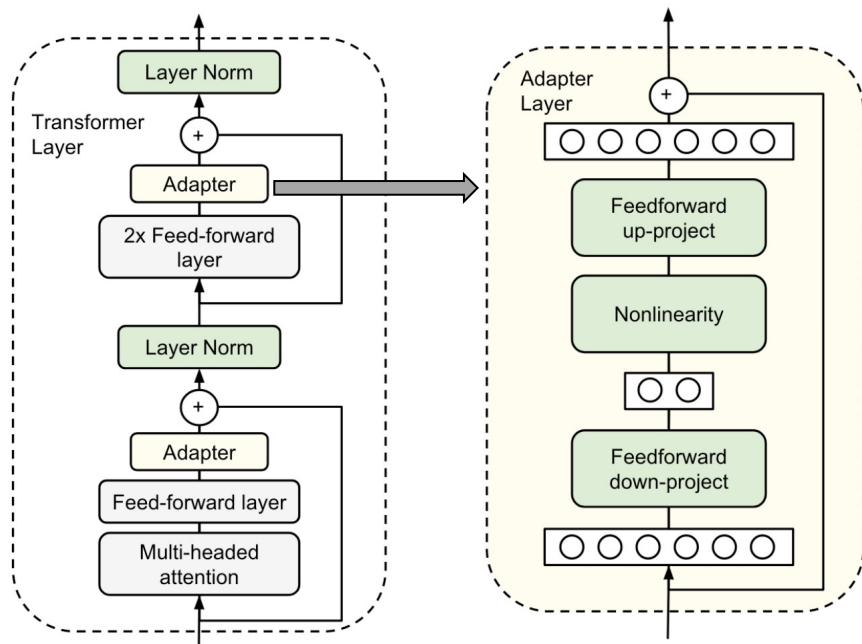 Layer Norm
Transformer
Layer
+
Adapter
2x Feed-forward
layer
Layer Norm
+
Adapter
Feed-forward layer
Multi-headed
attention
Adapter
Layer
+
Feedforward
up-project
Nonlinearity
Feedforward
down-project